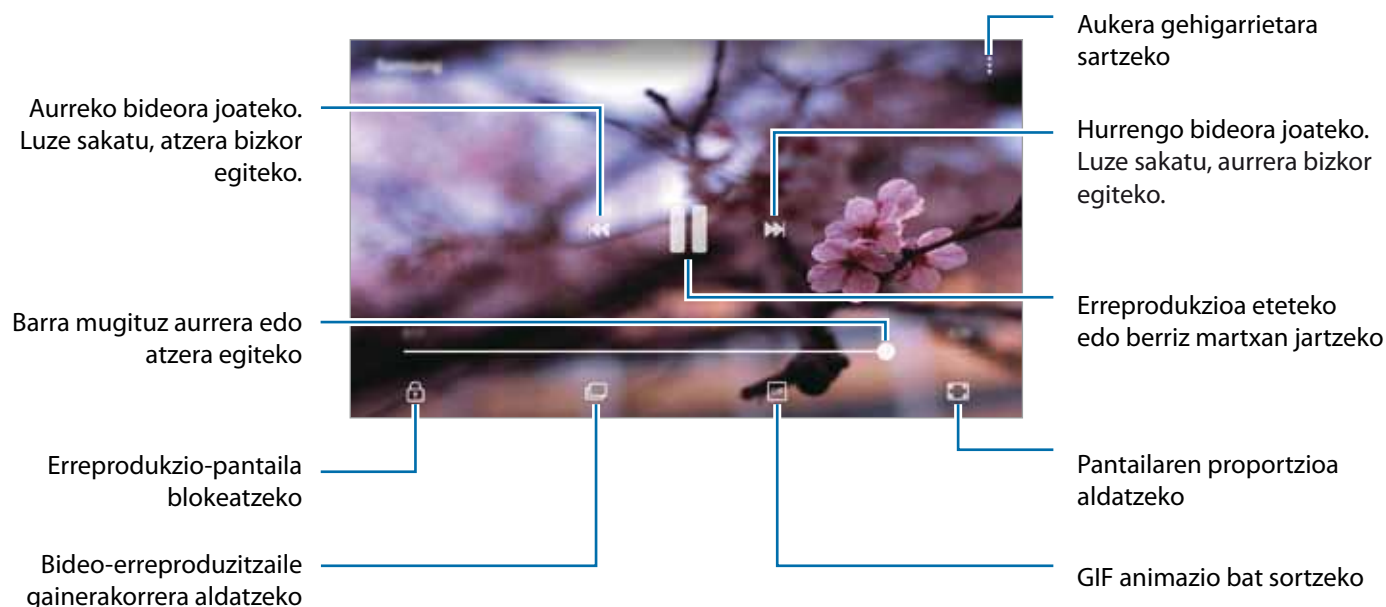 Aukera gehigarrietara
sartzeko
Samsung
Aurreko bideora joateko.
Luze sakatu, atzera bizkor
egiteko.
Hurrengo bideora joateko.
Luze sakatu, aurrera bizkor
egiteko.
Barra mugituz aurrera edo
atzera egiteko
Erreprodukzioa eteteko
edo berriz martxan jartzeko
Erreprodukzio-pantaila
blokeatzeko
Pantailaren proportzioa
aldatzeko
Bideo-erreproduzitzaile
gainerakorrera aldatzeko
GIF animazio bat sortzeko